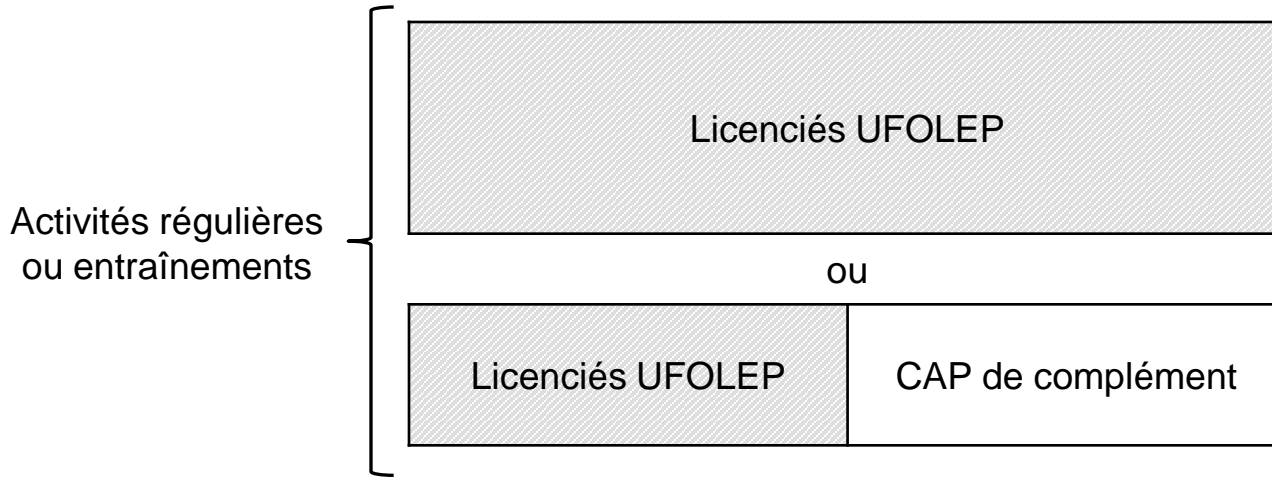 Licenciés UFOLEP
Activités régulières
ou entraînements
ou
Licenciés UFOLEP
CAP de complément